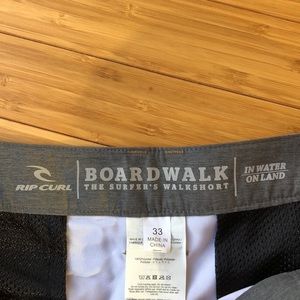 RIP CURL
BOARDWALK
THE SURFER'S WALKSHORT
IN WATER
ON LAND
33
MADE IN
CHINA